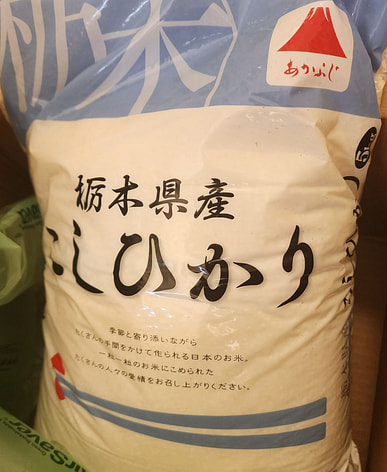 新米
あかふじ
栃木県産
こしひかり
季節と寄り添いながら
たくさんの手間をかけて作られる日本のお米。
一粒一粒のお米にこめられた
たくさんの人々の愛情をお召し上がりください。